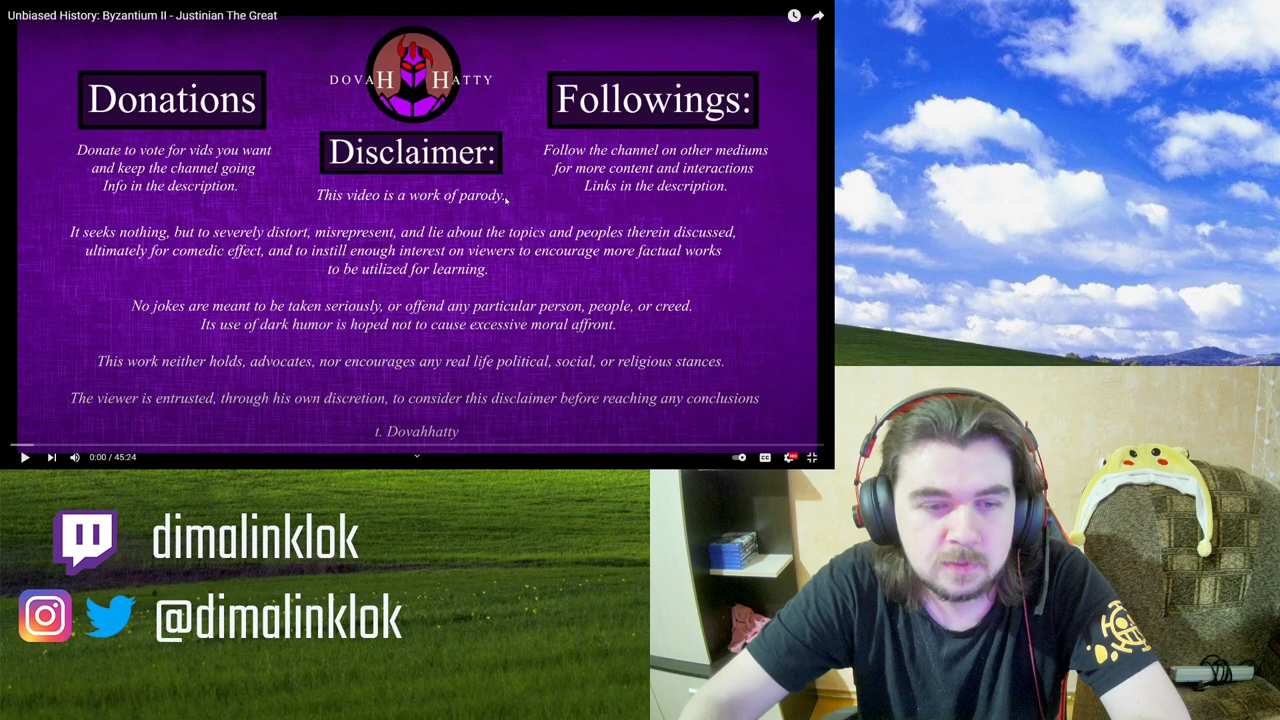 Unbiased History: Byzantium II - Justinian The Great
DOVAH HATTY
Donations
Donate to vote for vids you want
and keep the channel going
Info in the description.
Disclaimer:
This video is a work of parody.
Followings:
Follow the channel on other mediums
for more content and interactions
Links in the description.
It seeks nothing, but to severely distort, misrepresent, and lie about the topics and peoples therein discussed,
ultimately for comedic effect, and to instill enough interest on viewers to encourage more factual works
to be utilized for learning.
No jokes are meant to be taken seriously, or offend any particular person, people, or creed.
Its use of dark humor is hoped not to cause excessive moral affront.
This work neither holds, advocates, nor encourages any real life political, social, or religious stances.
The viewer is entrusted, through his own discretion, to consider this disclaimer before reaching any conclusions
t. Dovahhatty
0:00 / 45:24
CC
HD
dimalinklok
@dimalinklok